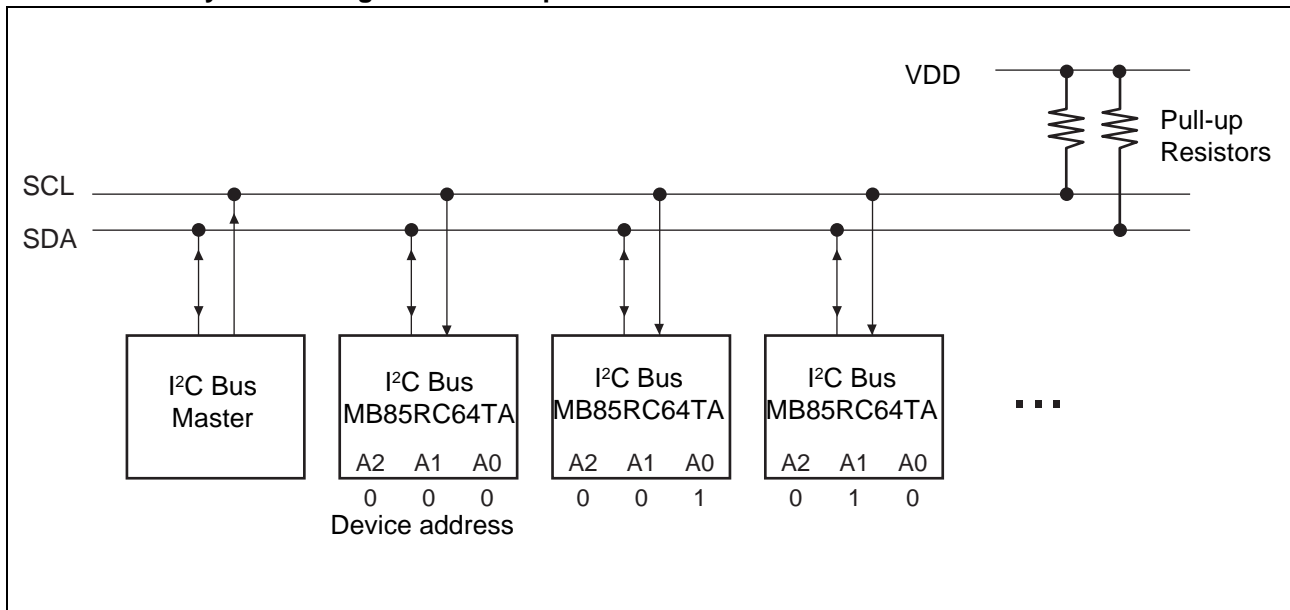 VDD
Pull-up
Resistors
SCL
SDA
I²C Bus
Master
I²C Bus
MB85RC64TA
A2 A1 A0
0 0 0
Device address
I²C Bus
MB85RC64TA
A2 A1 A0
0 0 1
I²C Bus
MB85RC64TA
A2 A1 A0
0 1 0
...